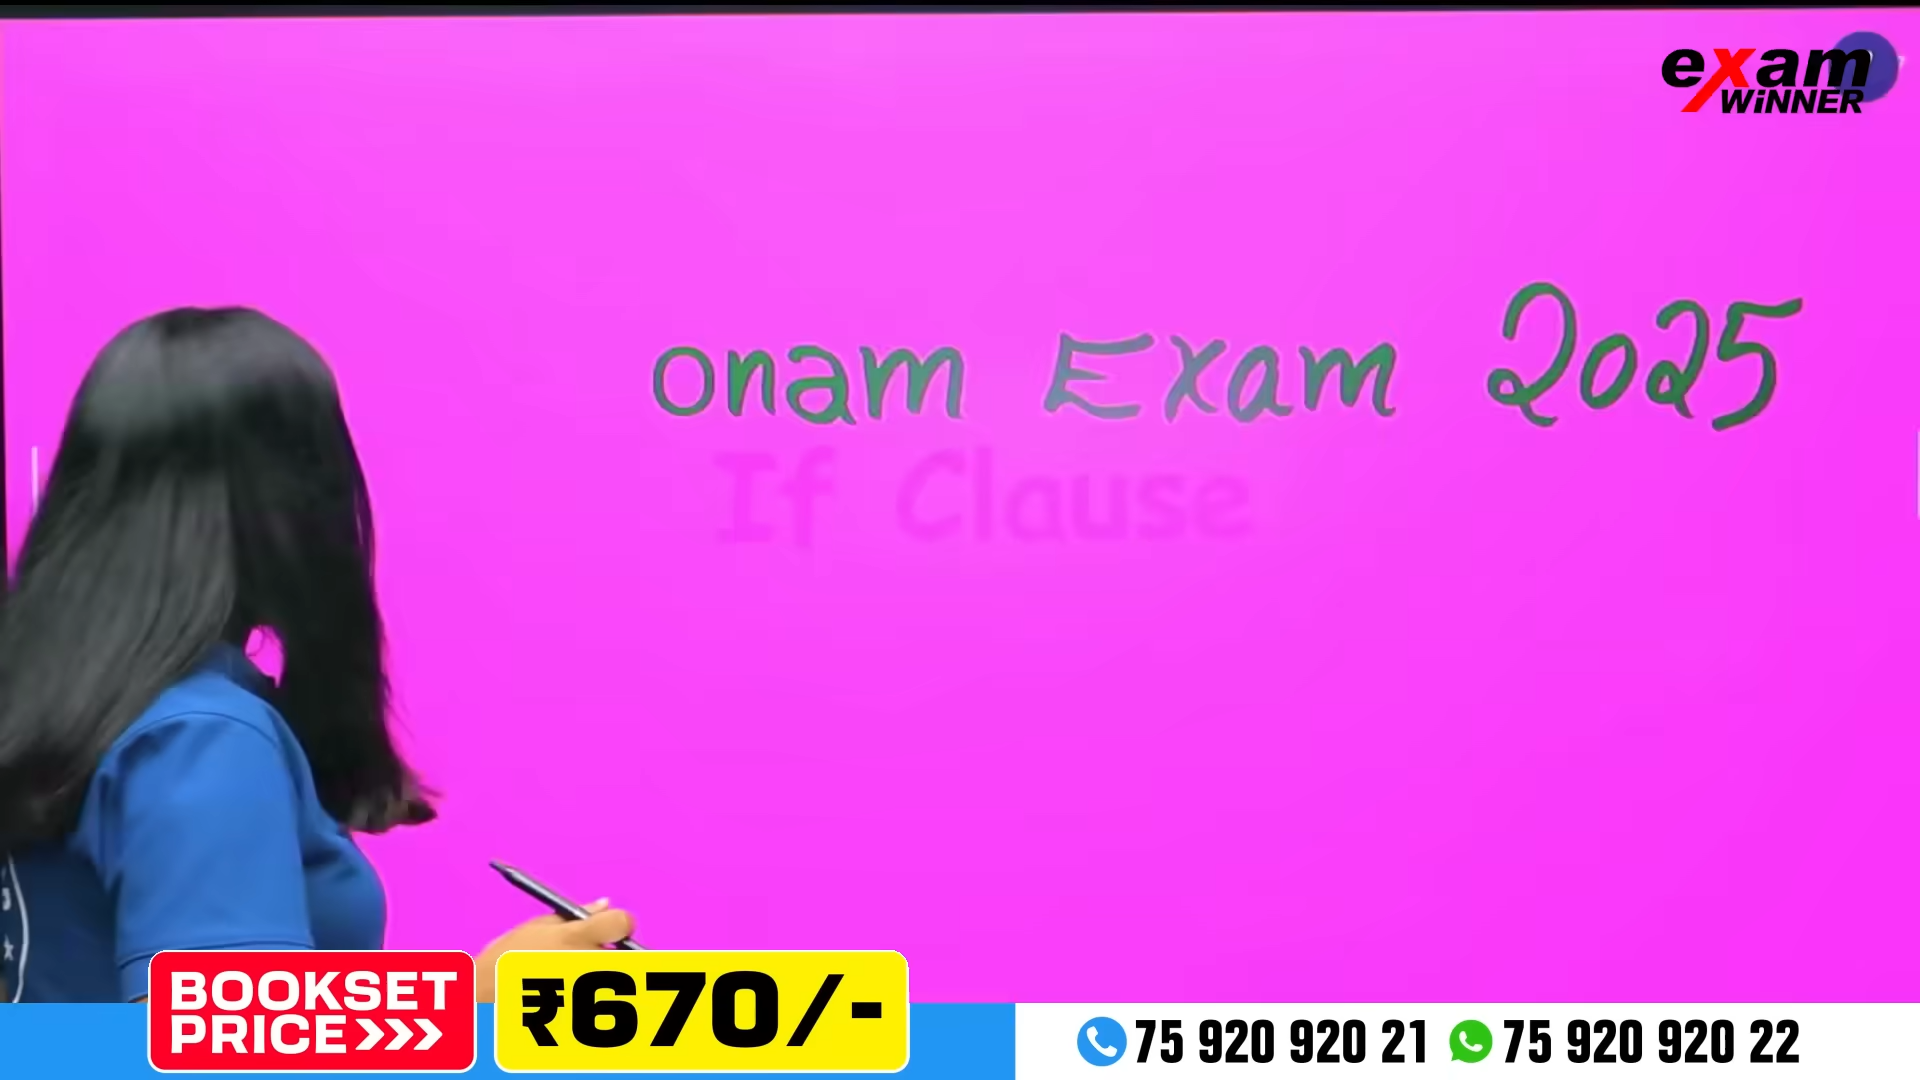 exam
WiNNER
onam Exam 2025
If Clause
BOOKSET
PRICE>>>
₹670/-
75 920 920 21
75 920 920 22